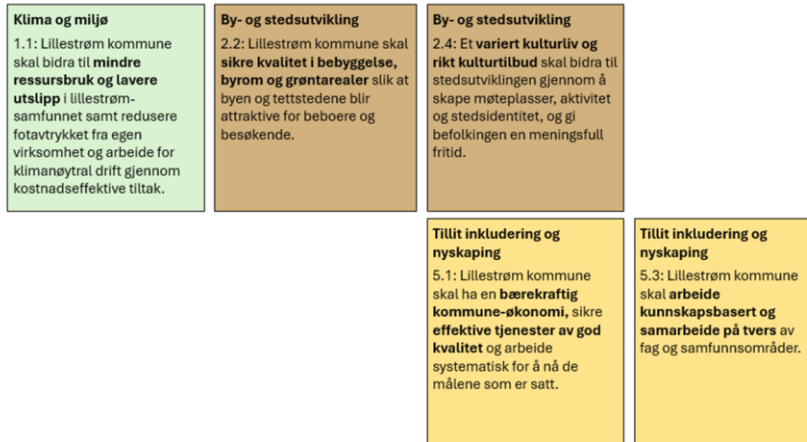 Klima og miljø
1.1: Lillestrøm kommune
skal bidra til mindre
ressursbruk og lavere
utslipp i lillestrøm-
samfunnet samt redusere
fotavtrykket fra egen
virksomhet og arbeide for
klimanøytral drift gjennom
kostnadseffektive tiltak.
By- og stedsutvikling
2.2: Lillestrøm kommune skal
sikre kvalitet i bebyggelse,
byrom og grøntarealer slik at
byen og tettstedene blir
attraktive for beboere og
besøkende.
By- og stedsutvikling
2.4: Et variert kulturliv og
rikt kulturtilbud skal bidra til
stedsutviklingen gjennom å
skape møteplasser, aktivitet
og stedsidentitet, og gi
befolkingen en meningsfull
fritid.
Tillit inkludering og
nyskaping
5.1: Lillestrøm kommune
skal ha en bærekraftig
kommune-økonomi, sikre
effektive tjenester av god
kvalitet og arbeide
systematisk for å nå de
målene som er satt.
Tillit inkludering og
nyskaping
5.3: Lillestrøm kommune
skal arbeide
kunnskapsbasert og
samarbeide på tvers av
fag og samfunnsområder.